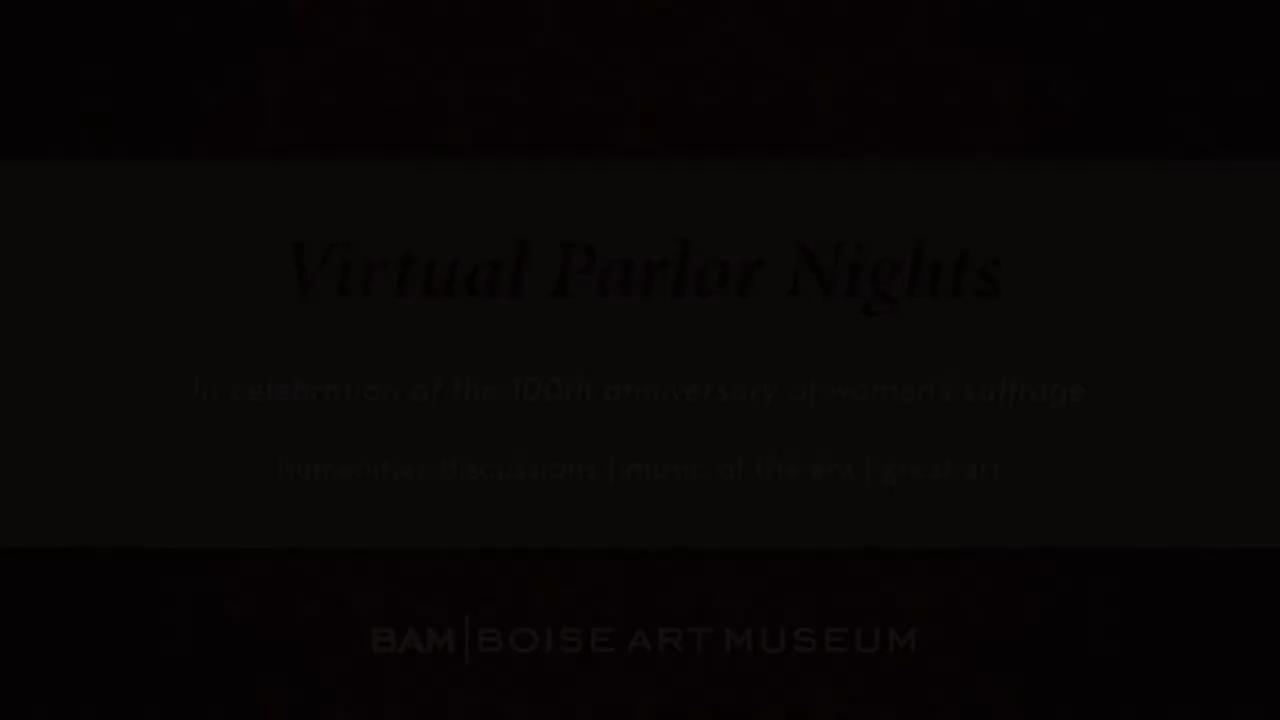 Virtual Parlor Nights
In celebration of the 100th anniversary of women's suffrage
humanities discussions | music of the era | great art
BAM | BOISE ART MUSEUM